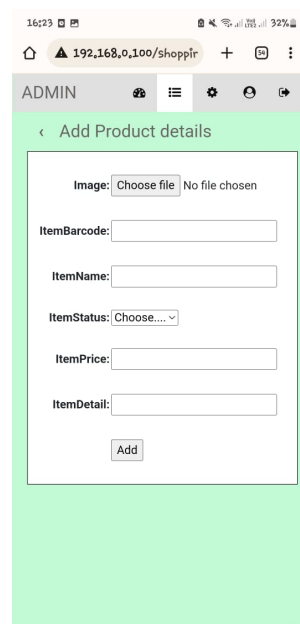 16:23 32%
192.168.0.100/shoppir 54
ADMIN
‹ Add Product details
Image: Choose file No file chosen
ItemBarcode:
ItemName:
ItemStatus: Choose....
ItemPrice:
ItemDetail:
Add